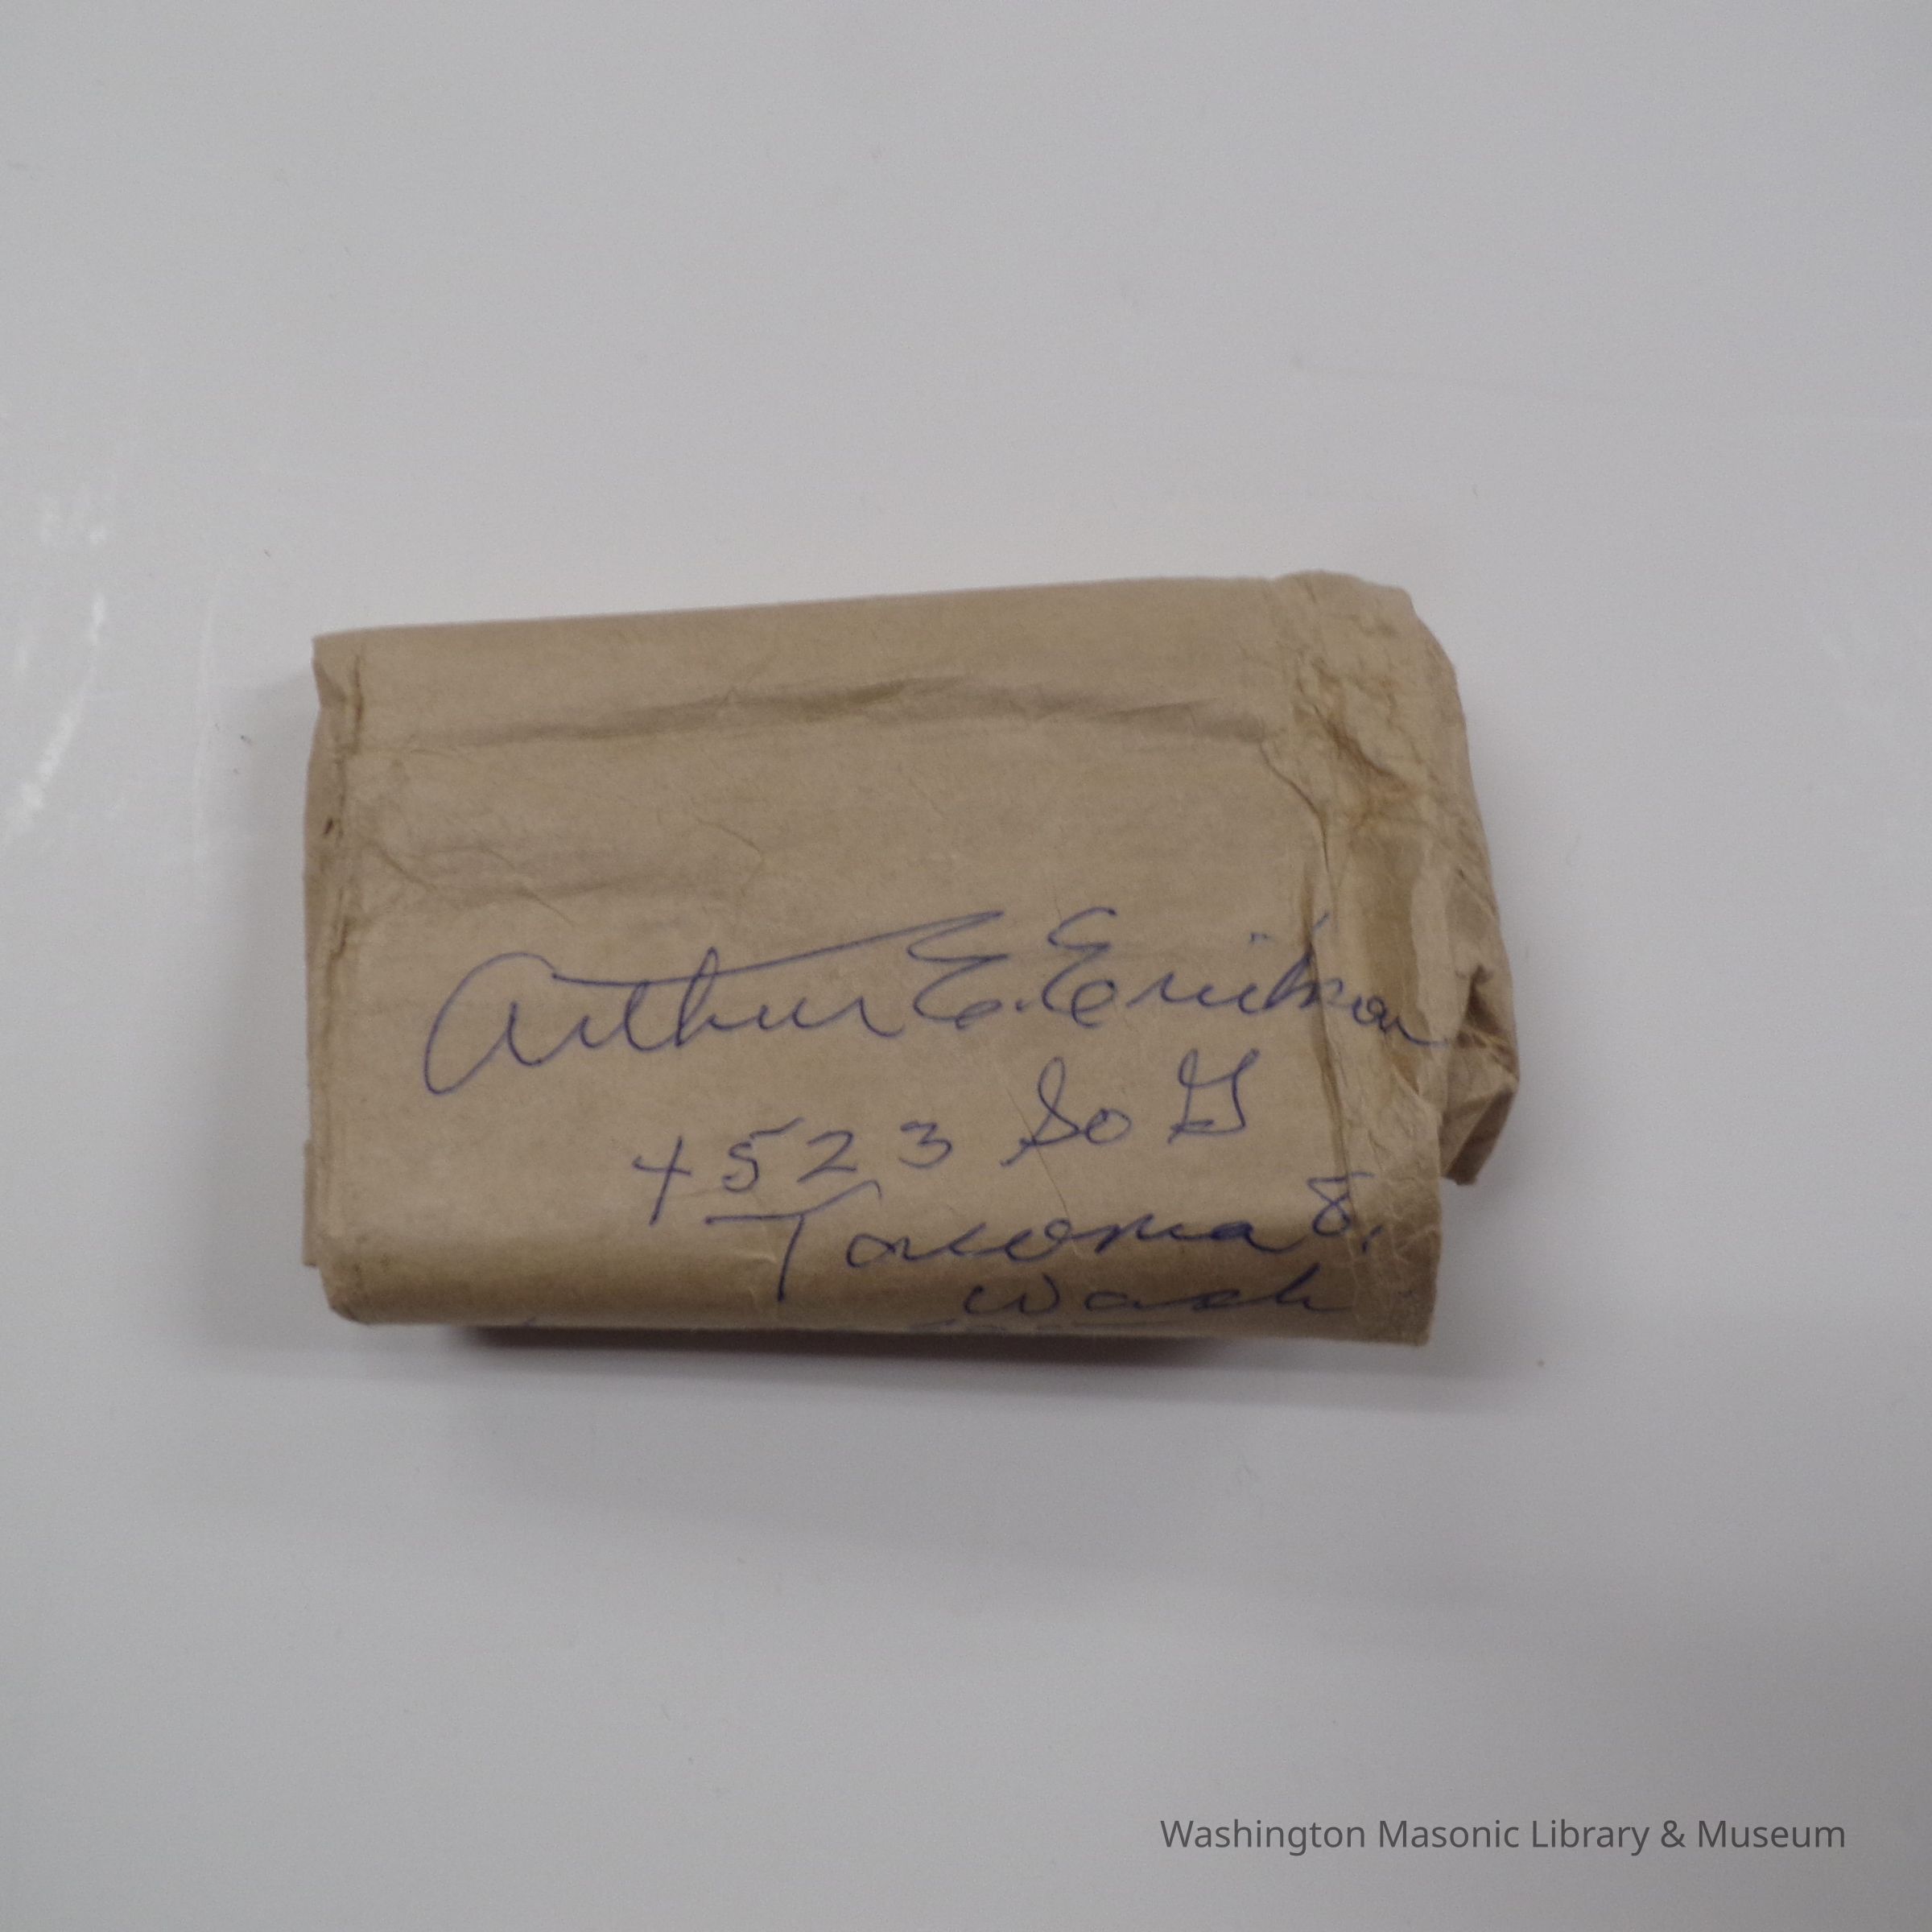 Arthur E. Erickson
4523 So G
Tacoma 8,
Wash
Washington Masonic Library & Museum